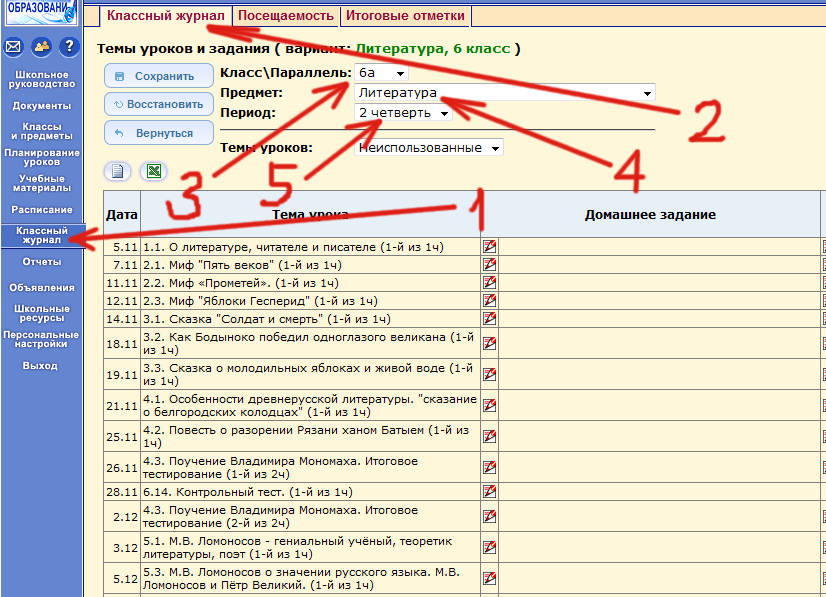 ОБРАЗОВАНИ
Классный журнал
Посещаемость
Итоговые отметки
?
Школьное
руководство
Документы
Классы
и предметы
Планирование
уроков
Учебные
материалы
Расписание
Классный
журнал
Отчеты
Объявления
Школьные
ресурсы
Персональные
настройки
Выход
Темы уроков и задания ( вариант: Литература, 6 класс )
Сохранить
Восстановить
Вернуться
Класс\Параллель: 6а
Предмет: Литература
Период: 2 четверть
Темы уроков: Неиспользованные
2
3
5
4
1
Дата Тема урока Домашнее задание
5.11 1.1. О литературе, читателе и писателе (1-й из 1ч)
7.11 2.1. Миф "Пять веков" (1-й из 1ч)
11.11 2.2. Миф «Прометей». (1-й из 1ч)
12.11 2.3. Миф "Яблоки Гесперид" (1-й из 1ч)
14.11 3.1. Сказка "Солдат и смерть" (1-й из 1ч)
18.11 3.2. Как Бодыноко победил одноглазого великана (1-й
из 1ч)
19.11 3.3. Сказка о молодильных яблоках и живой воде (1-й
из 1ч)
21.11 4.1. Особенности древнерусской литературы. "сказание
о белгородских колодцах" (1-й из 1ч)
25.11 4.2. Повесть о разорении Рязани ханом Батыем (1-й из
1ч)
26.11 4.3. Поучение Владимира Мономаха. Итоговое
тестирование (1-й из 2ч)
28.11 6.14. Контрольный тест. (1-й из 1ч)
2.12 4.3. Поучение Владимира Мономаха. Итоговое
тестирование (2-й из 2ч)
3.12 5.1. М.В. Ломоносов - гениальный учёный, теоретик
литературы, поэт (1-й из 1ч)
5.12 5.3. М.В. Ломоносов о значении русского языка. М.В.
Ломоносов и Пётр Великий. (1-й из 1ч)